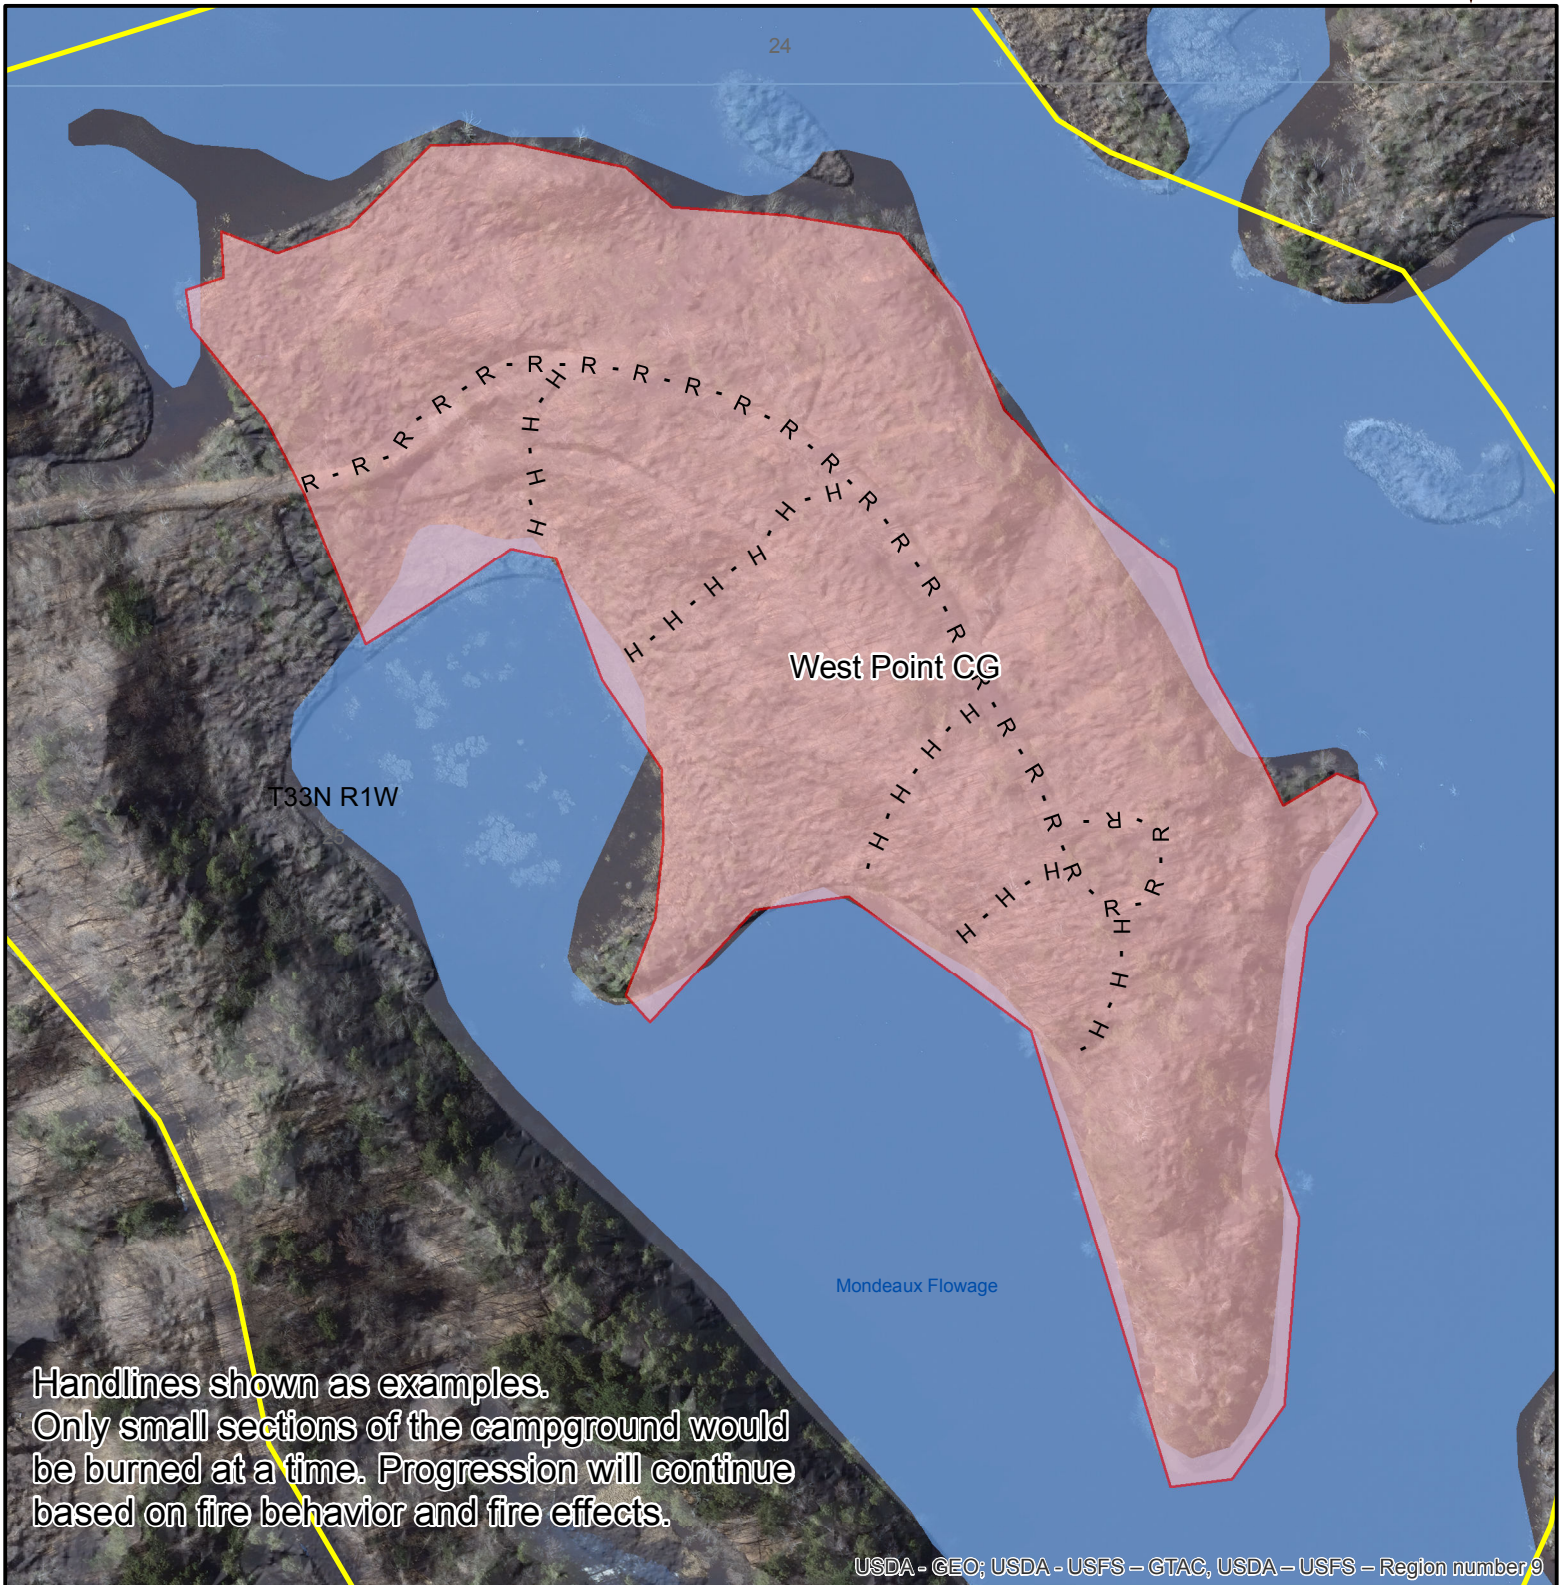 24
R - R - R - R - R - R - R - R - R - R - R - R - R - R - R - R - R - R - R - R - R - R
H - H - H - H
H - H - H - H - H - H
West Point CG
H - H - H - H -
R - R - R - R
H - H - H
H - H - H -
T33N R1W
Mondeaux Flowage
Handlines shown as examples.
Only small sections of the campground would
be burned at a time. Progression will continue
based on fire behavior and fire effects.
USDA - GEO; USDA - USFS – GTAC, USDA – USFS – Region number 9